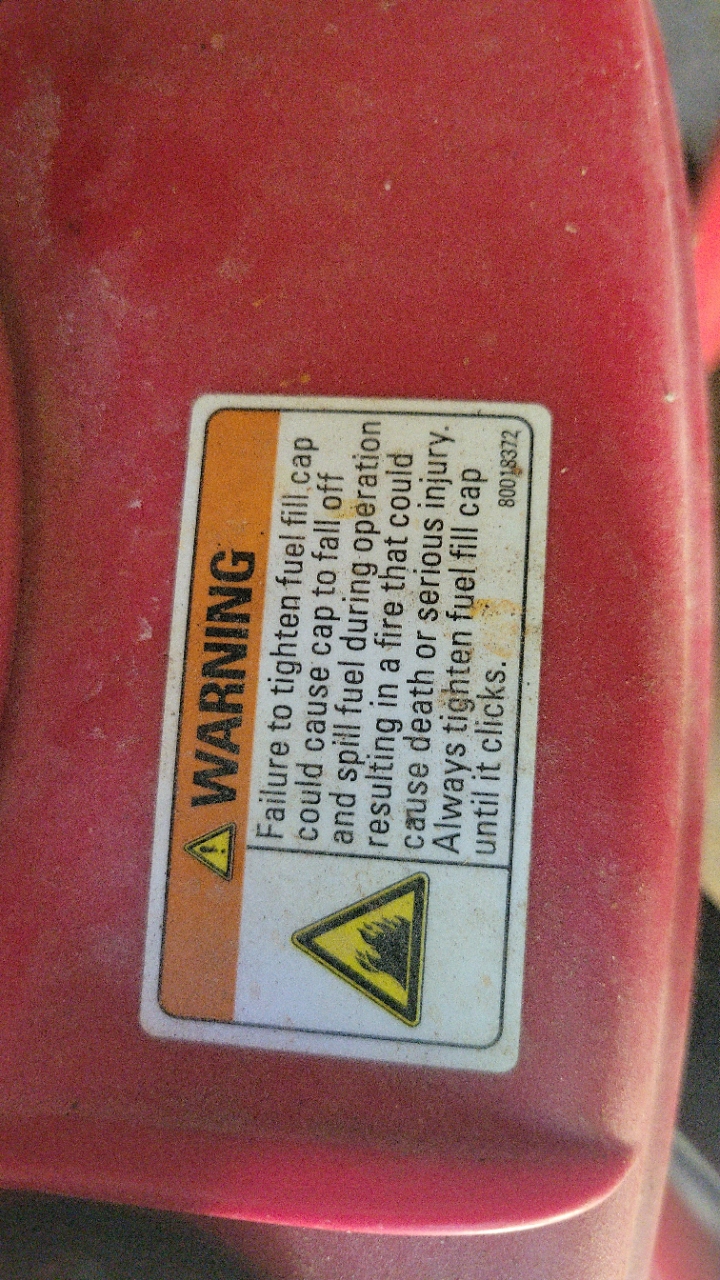 WARNING
Failure to tighten fuel fill cap
could cause cap to fall off
and spill fuel during operation
resulting in a fire that could
cause death or serious injury.
Always tighten fuel fill cap
until it clicks.
80018372